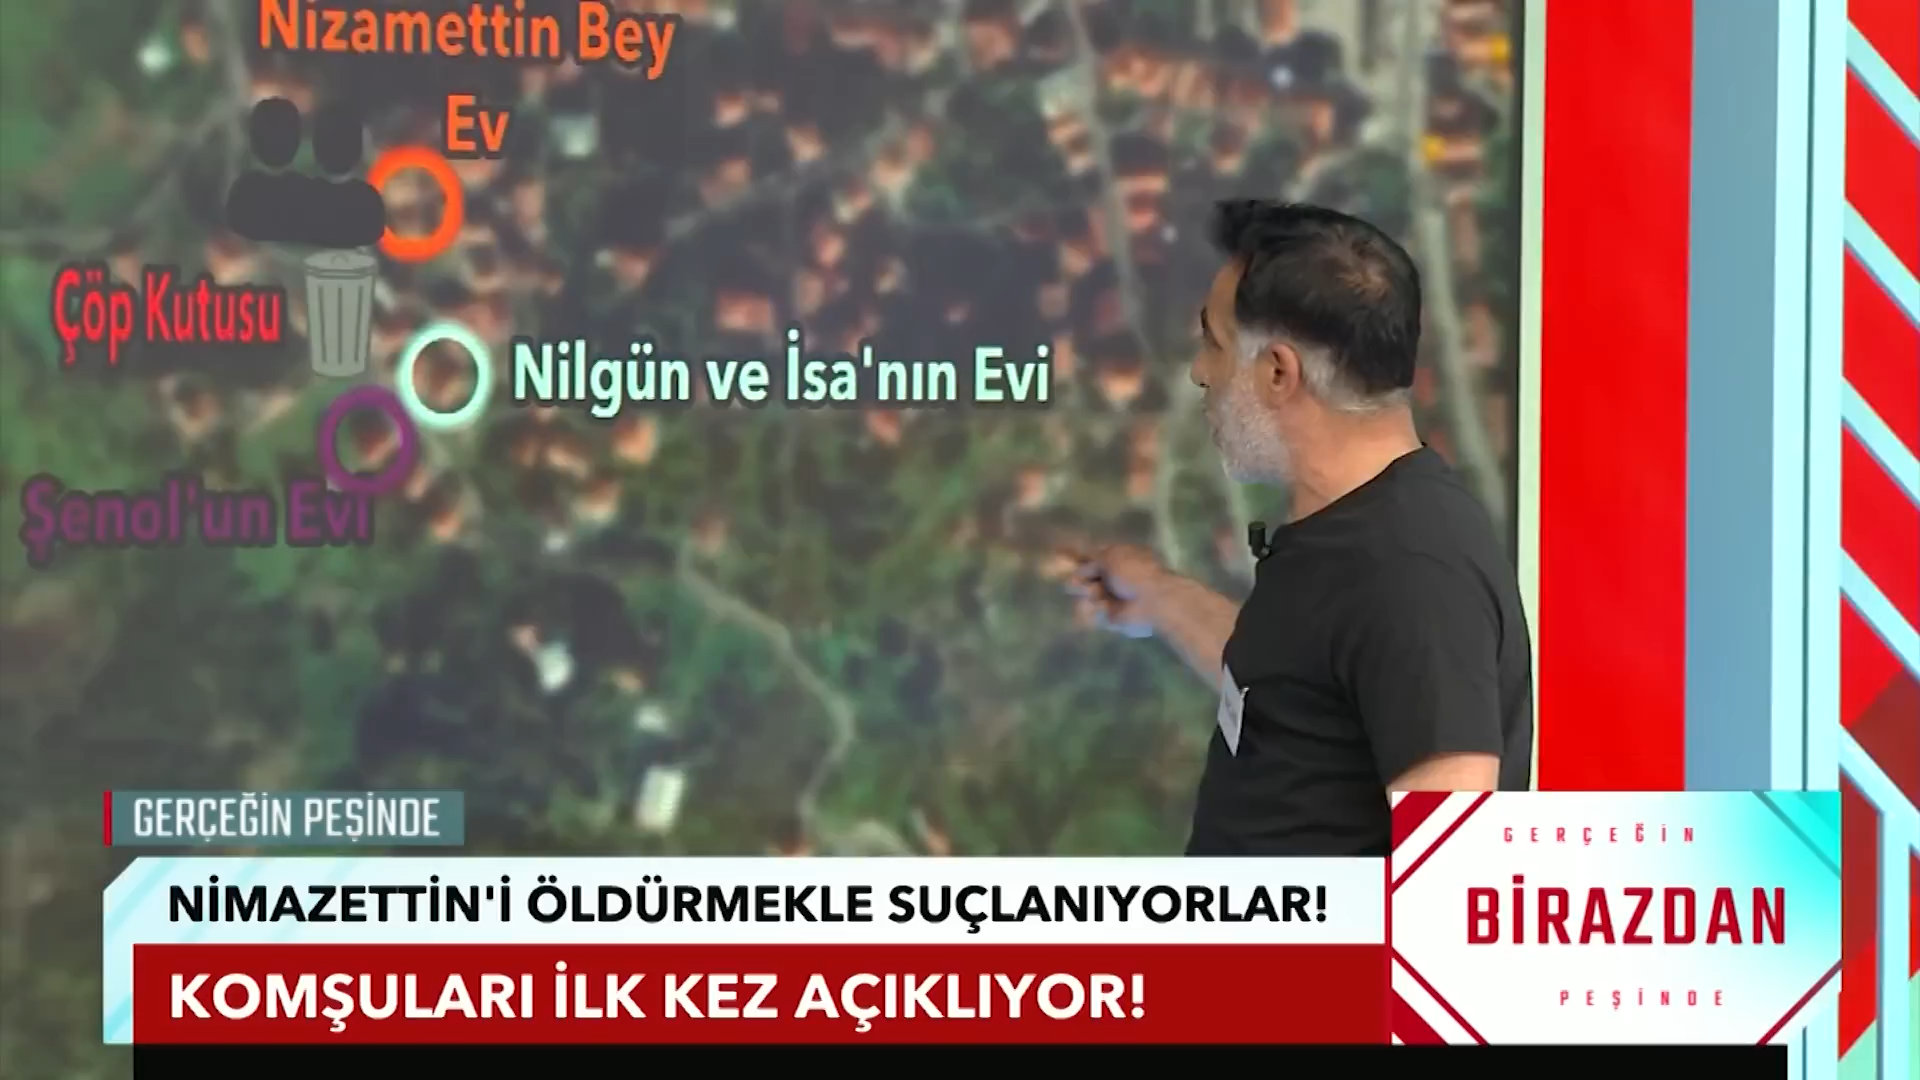 Nizamettin Bey
Ev
Çöp Kutusu
Nilgün ve İsa'nın Evi
Şenol'un Evi
GERÇEĞİN PEŞİNDE
NİMAZETTİN'İ ÖLDÜRMEKLE SUÇLANIYORLAR!
KOMŞULARI İLK KEZ AÇIKLIYOR!
GERÇEĞİN
BİRAZDAN
PEŞİNDE